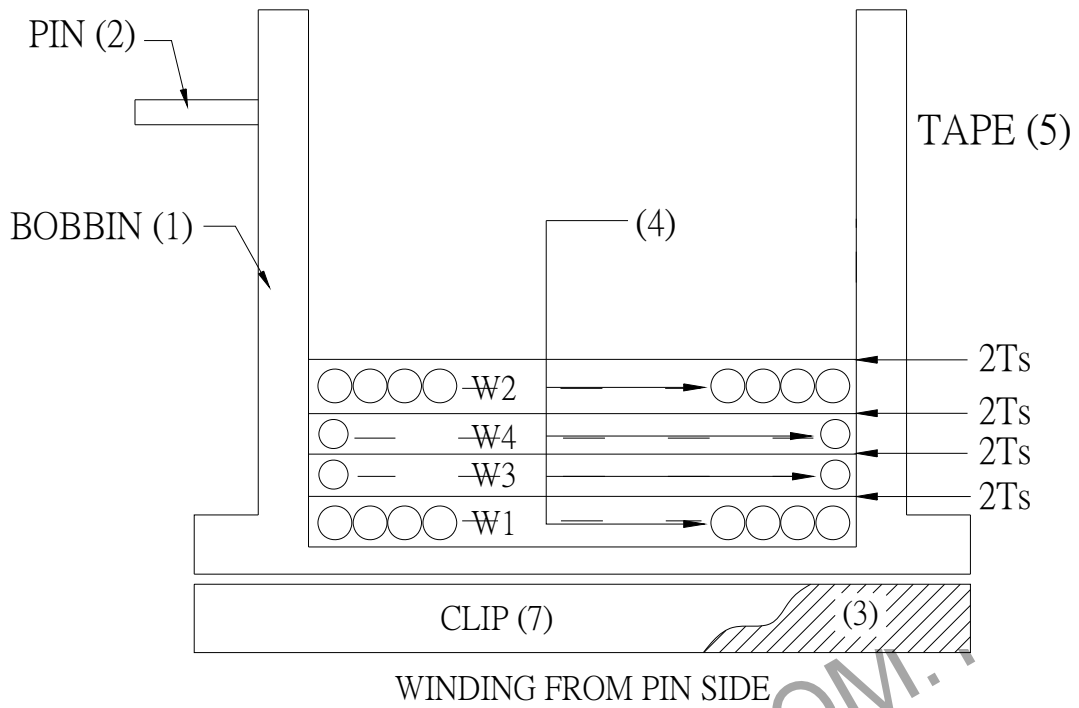 PIN (2)
TAPE (5)
BOBBIN (1)
(4)
2Ts
W2
2Ts
W4
2Ts
W3
2Ts
W1
CLIP (7)
(3)
WINDING FROM PIN SIDE
OM.